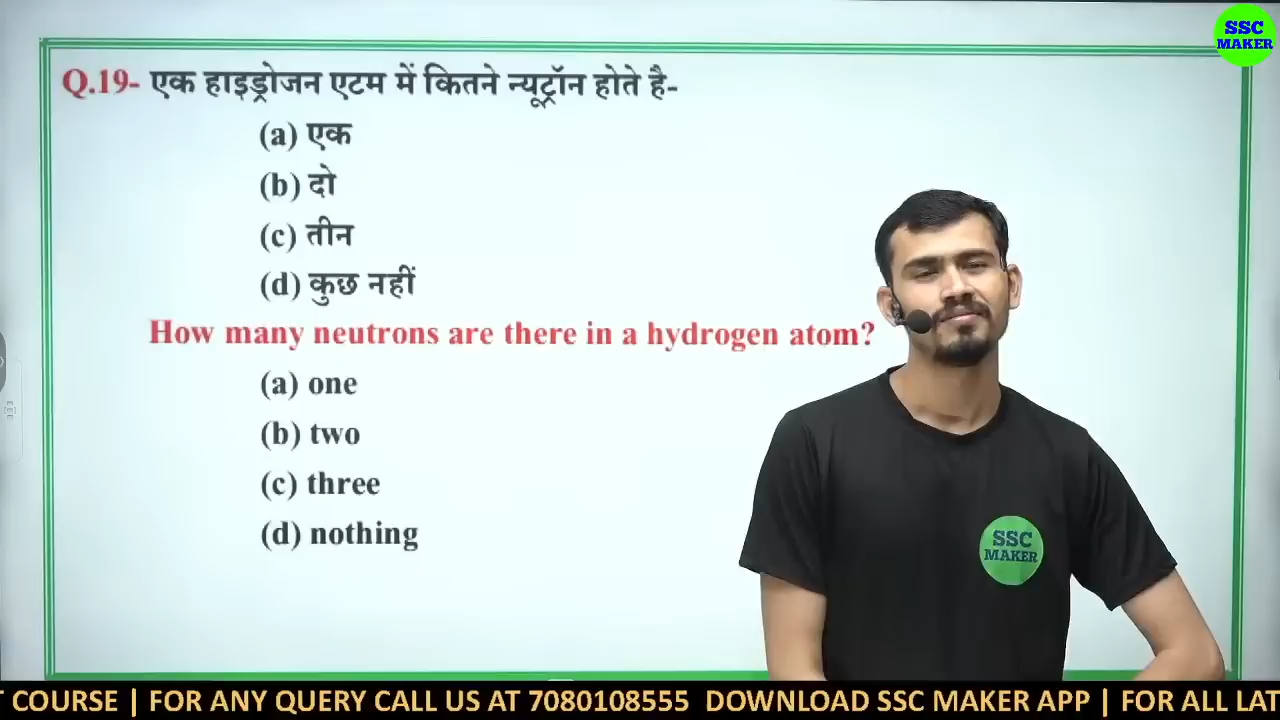 SSC
MAKER
Q.19- एक हाइड्रोजन एटम में कितने न्यूट्रॉन होते है-
(a) एक
(b) दो
(c) तीन
(d) कुछ नहीं
How many neutrons are there in a hydrogen atom?
(a) one
(b) two
(c) three
(d) nothing
SSC
MAKER
T COURSE | FOR ANY QUERY CALL US AT 7080108555 DOWNLOAD SSC MAKER APP | FOR ALL LAT